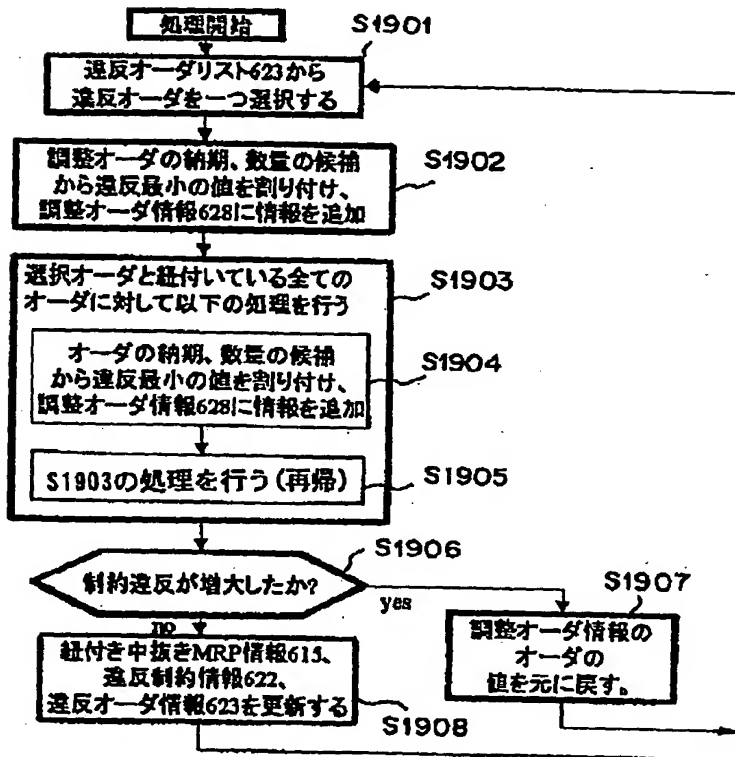 処理開始
S1901
違反オーダリスト623から
違反オーダを一つ選択する
調整オーダの納期、数量の候補
から違反最小の値を割り付け、
調整オーダ情報628に情報を追加
S1902
選択オーダと紐付いている全ての
オーダに対して以下の処理を行う
S1903
オーダの納期、数量の候補
から違反最小の値を割り付け、
調整オーダ情報628に情報を追加
S1904
S1903の処理を行う(再帰)
S1905
制約違反が増大したか?
S1906
yes
no
S1907
調整オーダ情報の
オーダの
値を元に戻す。
紐付き中抜きMRP情報615、
違反制約情報622、
違反オーダ情報623を更新する
S1908